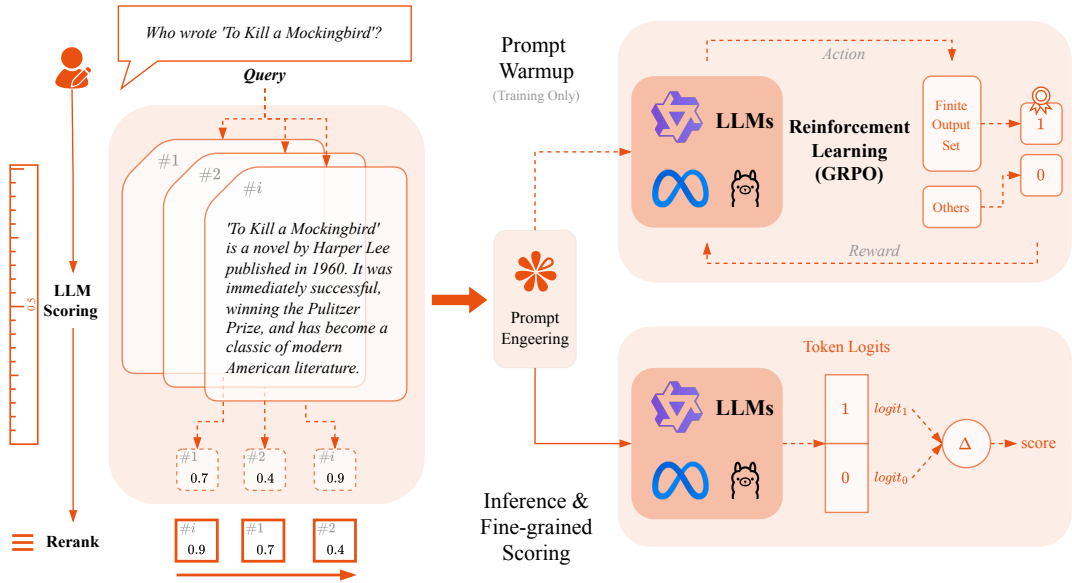 Who wrote 'To Kill a Mockingbird'?
Query
#1
#2
#i
'To Kill a Mockingbird'
is a novel by Harper Lee
published in 1960. It was
immediately successful,
winning the Pulitzer
Prize, and has become a
classic of modern
American literature.
0.5
LLM
Scoring
#1
0.7
#2
0.4
#i
0.9
Rerank
#i
0.9
#1
0.7
#2
0.4
Prompt
Engeering
Prompt
Warmup
(Training Only)
LLMs
Reinforcement
Learning
(GRPO)
Action
Finite
Output
Set
1
Others
0
Reward
Inference &
Fine-grained
Scoring
Token Logits
LLMs
1
0
logit₁
logit₀
Δ
score